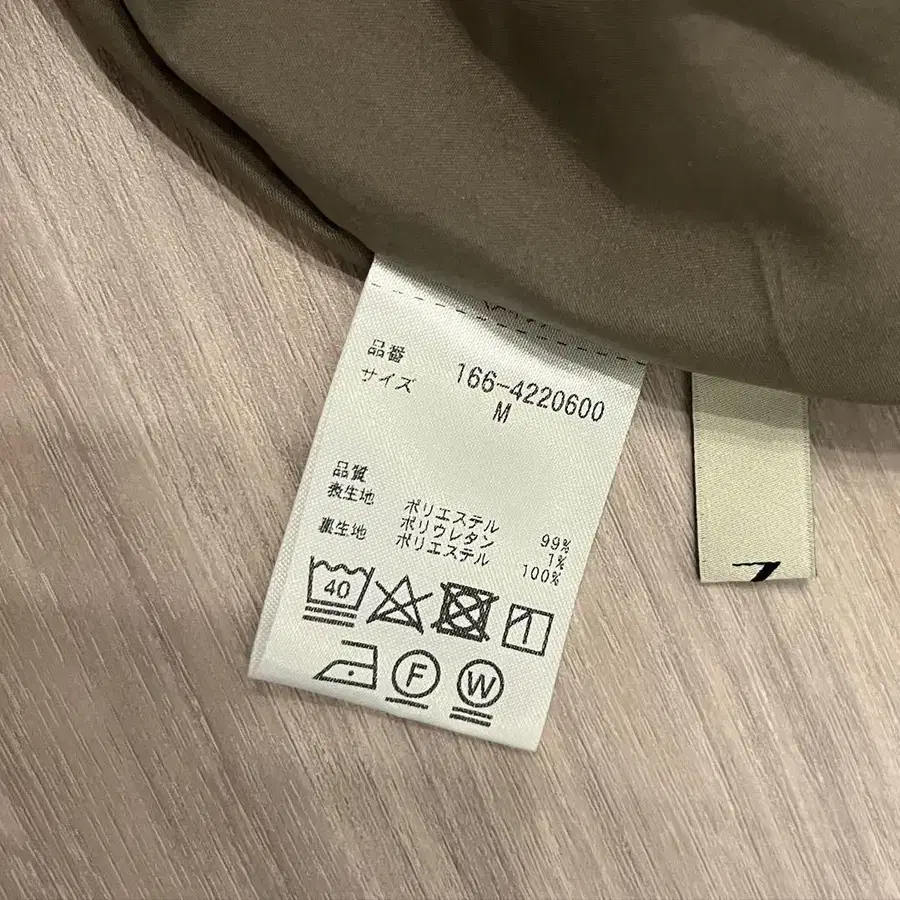 品番 166-4220600
サイズ M
品質
表生地 ポリエステル 99%
ポリウレタン 1%
裏生地 ポリエステル 100%
40
F W